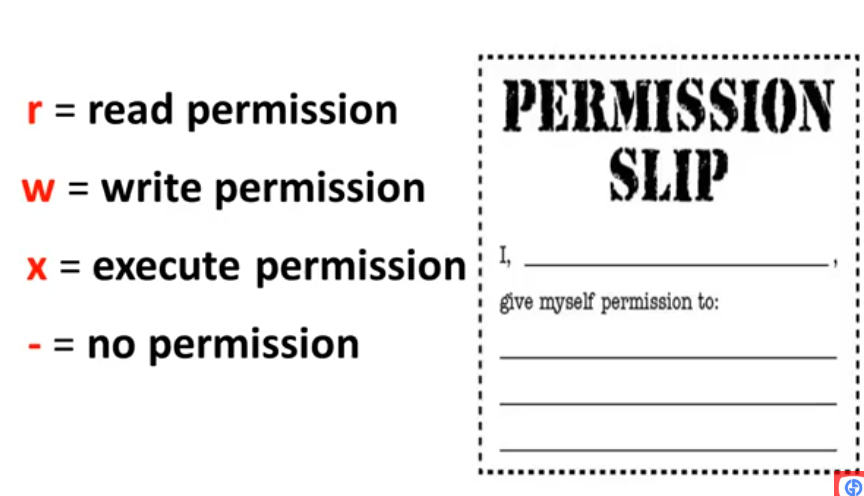 r = read permission
w = write permission
x = execute permission
- = no permission
PERMISSION
SLIP
I, ,
give myself permission to: